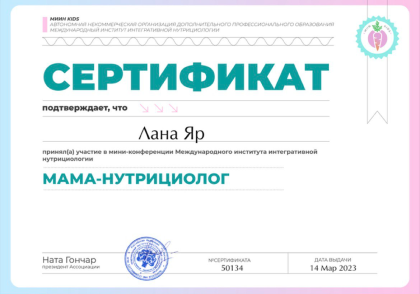 МИИН KIDS
АВТОНОМНАЯ НЕКОММЕРЧЕСКАЯ ОРГАНИЗАЦИЯ ДОПОЛНИТЕЛЬНОГО ПРОФЕССИОНАЛЬНОГО ОБРАЗОВАНИЯ
МЕЖДУНАРОДНЫЙ ИНСТИТУТ ИНТЕГРАТИВНОЙ НУТРИЦИОЛОГИИ
СЕРТИФИКАТ
подтверждает, что
Лана Яр
принял(а) участие в мини-конференции Международного института интегративной
нутрициологии
МАМА-НУТРИЦИОЛОГ
Ната Гончар
президент Ассоциации
№СЕРТИФИКАТА
50134
ДАТА ВЫДАЧИ
14 Мар 2023